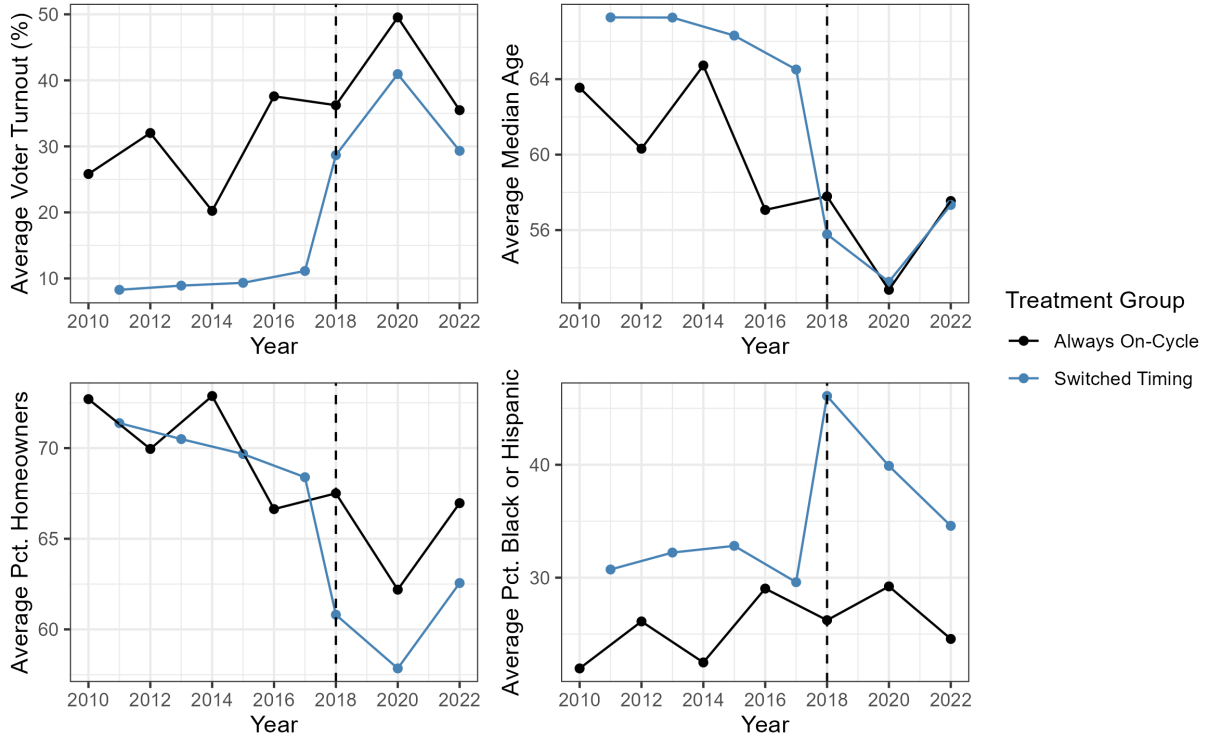 Average Voter Turnout (%)
50
40
30
20
10
2010 2012 2014 2016 2018 2020 2022
Year
Average Median Age
64
60
56
2010 2012 2014 2016 2018 2020 2022
Year
Average Pct. Homeowners
70
65
60
2010 2012 2014 2016 2018 2020 2022
Year
Average Pct. Black or Hispanic
40
30
2010 2012 2014 2016 2018 2020 2022
Year
Treatment Group
Always On-Cycle
Switched Timing